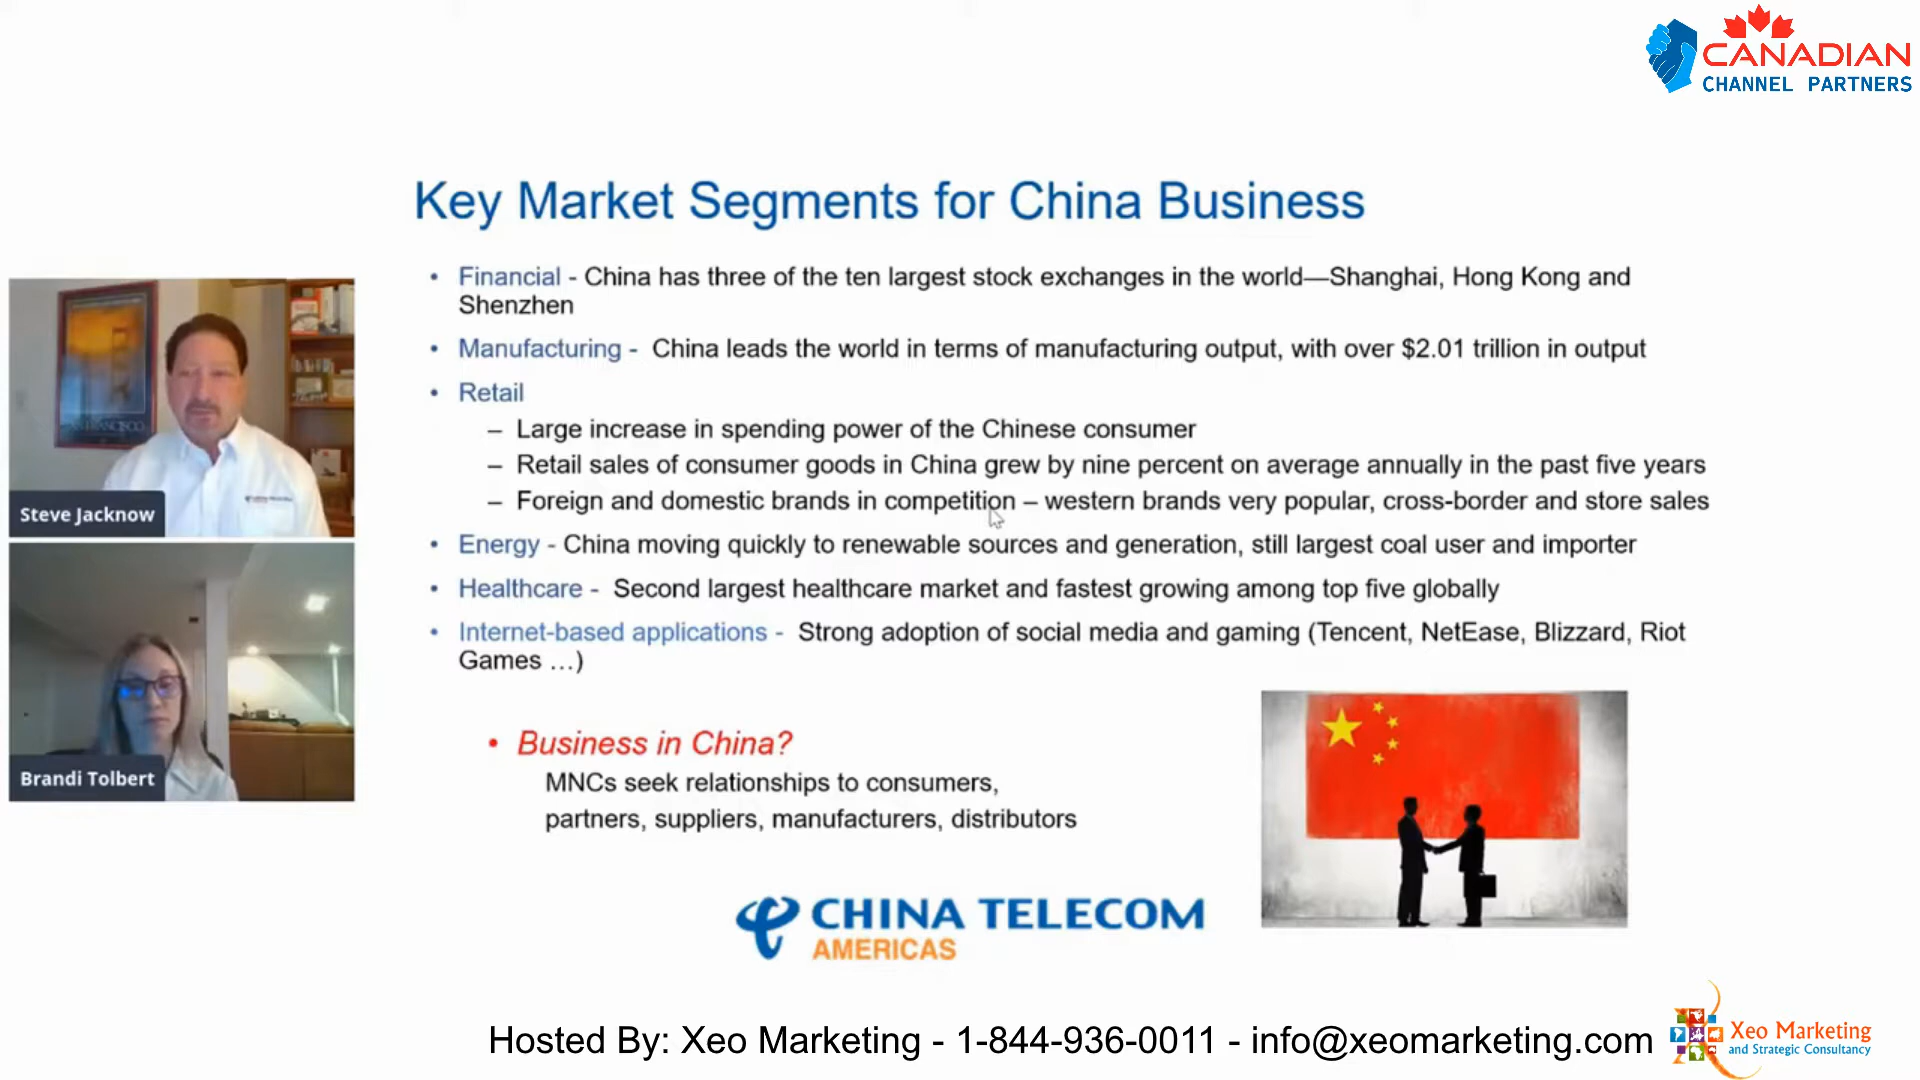 CANADIAN
CHANNEL PARTNERS
Key Market Segments for China Business
• Financial - China has three of the ten largest stock exchanges in the world—Shanghai, Hong Kong and
Shenzhen
• Manufacturing - China leads the world in terms of manufacturing output, with over $2.01 trillion in output
• Retail
– Large increase in spending power of the Chinese consumer
– Retail sales of consumer goods in China grew by nine percent on average annually in the past five years
– Foreign and domestic brands in competition – western brands very popular, cross-border and store sales
• Energy - China moving quickly to renewable sources and generation, still largest coal user and importer
• Healthcare - Second largest healthcare market and fastest growing among top five globally
• Internet-based applications - Strong adoption of social media and gaming (Tencent, NetEase, Blizzard, Riot
Games ...)
• Business in China?
MNCs seek relationships to consumers,
partners, suppliers, manufacturers, distributors
Steve Jacknow
Brandi Tolbert
CHINA TELECOM
AMERICAS
Hosted By: Xeo Marketing - 1-844-936-0011 - info@xeomarketing.com
Xeo Marketing
and Strategic Consultancy